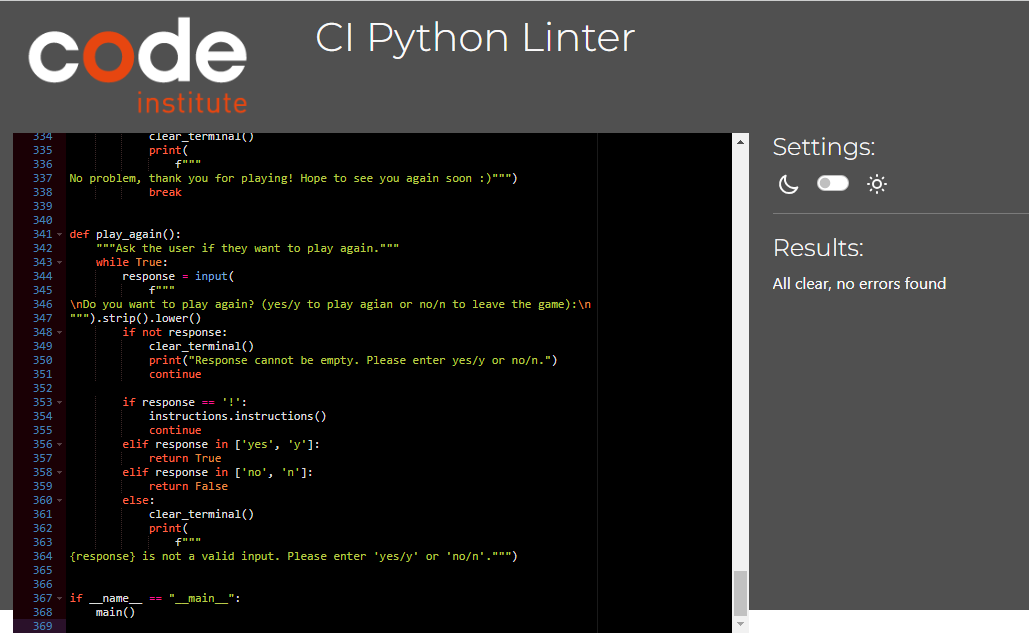 code
institute
CI Python Linter
334 clear_terminal()
335 print(
336 f"""
337 No problem, thank you for playing! Hope to see you again soon :)""")
338 break
339
340
341 def play_again():
342 """Ask the user if they want to play again."""
343 while True:
344 response = input(
345 f"""
346 \nDo you want to play again? (yes/y to play agian or no/n to leave the game):\n
347 """).strip().lower()
348 if not response:
349 clear_terminal()
350 print("Response cannot be empty. Please enter yes/y or no/n.")
351 continue
352
353 if response == '!':
354 instructions.instructions()
355 continue
356 elif response in ['yes', 'y']:
357 return True
358 elif response in ['no', 'n']:
359 return False
360 else:
361 clear_terminal()
362 print(
363 f"""
364 {response} is not a valid input. Please enter 'yes/y' or 'no/n'.""")
365
366
367 if __name__ == "__main__":
368 main()
369
Settings:
Results:
All clear, no errors found